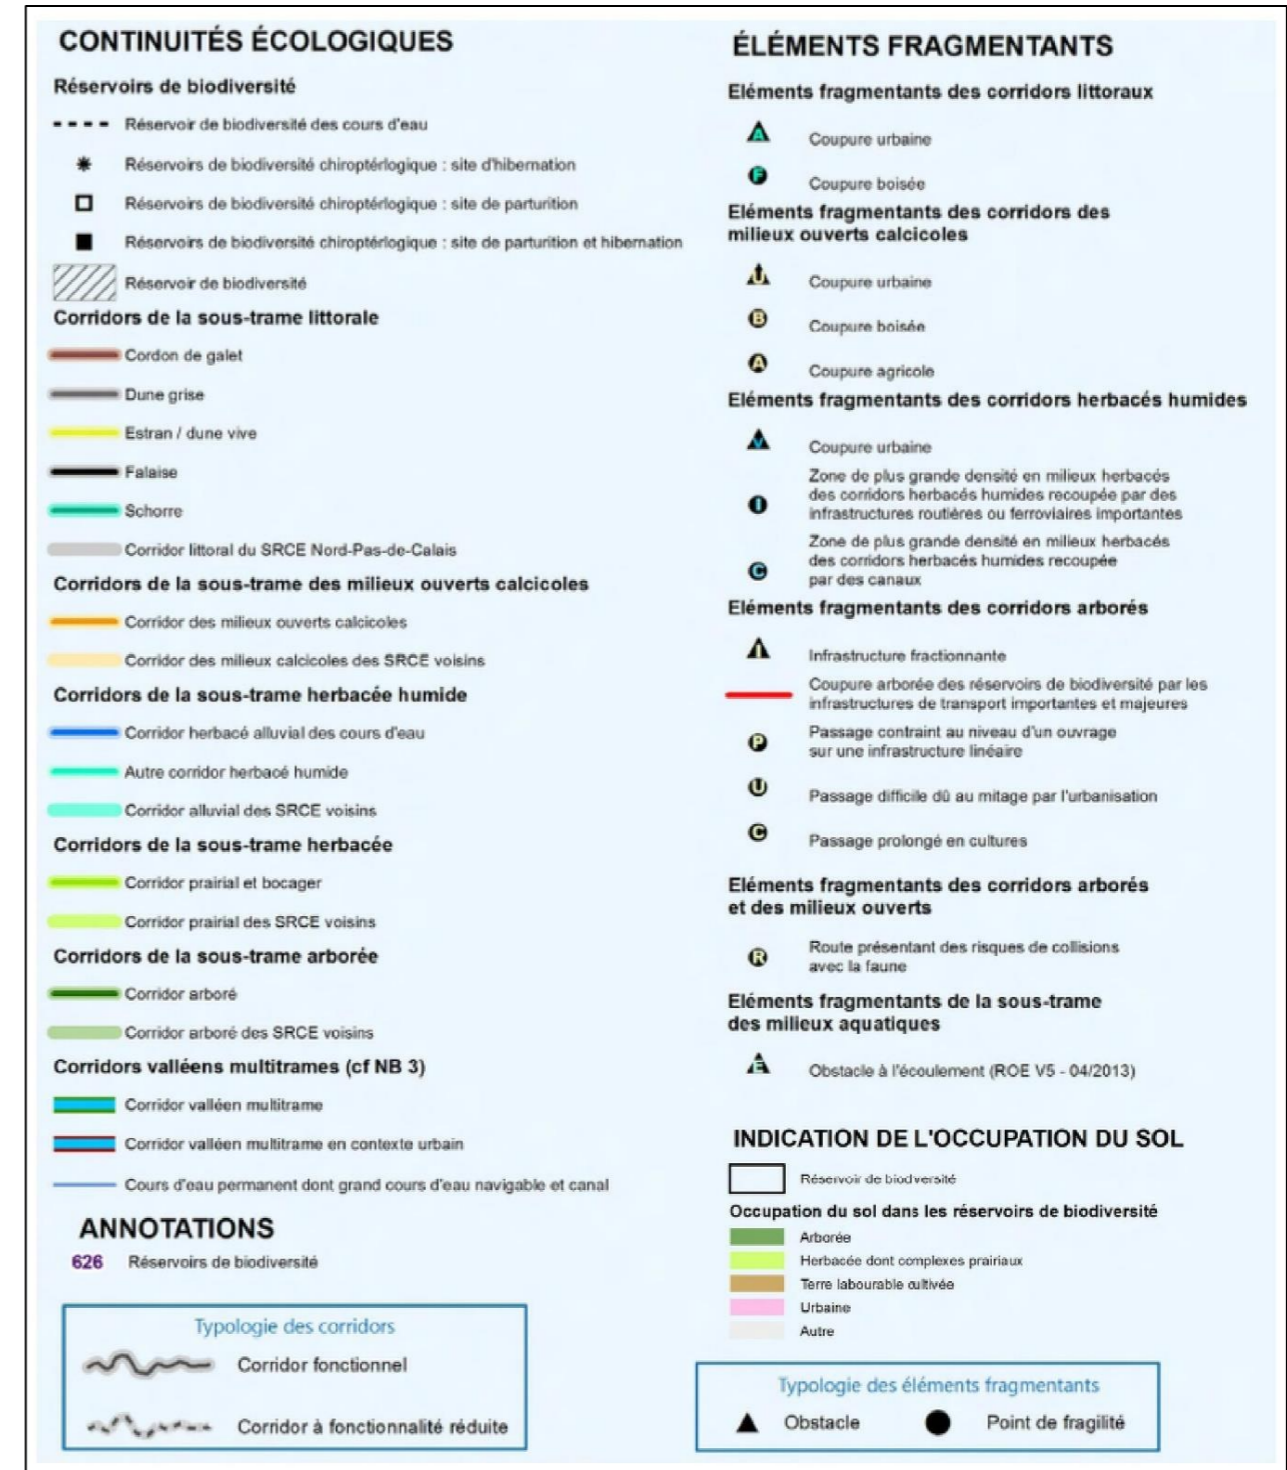 CONTINUITÉS ÉCOLOGIQUES
Réservoirs de biodiversité
Réservoir de biodiversité des cours d'eau
Réservoirs de biodiversité chiroptérlogique : site d'hibernation
Réservoirs de biodiversité chiroptérlogique : site de parturition
Réservoirs de biodiversité chiroptérlogique : site de parturition et hibernation
Réservoir de biodiversité
Corridors de la sous-trame littorale
Cordon de galet
Dune grise
Estran / dune vive
Falaise
Schorre
Corridor littoral du SRCE Nord-Pas-de-Calais
Corridors de la sous-trame des milieux ouverts calcicoles
Corridor des milieux ouverts calcicoles
Corridor des milieux calcicoles des SRCE voisins
Corridors de la sous-trame herbacée humide
Corridor herbacé alluvial des cours d'eau
Autre corridor herbacé humide
Corridor alluvial des SRCE voisins
Corridors de la sous-trame herbacée
Corridor prairial et bocager
Corridor prairial des SRCE voisins
Corridors de la sous-trame arborée
Corridor arboré
Corridor arboré des SRCE voisins
Corridors valléens multitrames (cf NB 3)
Corridor valléen multitrame
Corridor valléen multitrame en contexte urbain
Cours d'eau permanent dont grand cours d'eau navigable et canal
ANNOTATIONS
626 Réservoirs de biodiversité
Typologie des corridors
Corridor fonctionnel
Corridor à fonctionnalité réduite
ÉLÉMENTS FRAGMENTANTS
Eléments fragmentants des corridors littoraux
A Coupure urbaine
F Coupure boisée
Eléments fragmentants des corridors des
milieux ouverts calcicoles
Coupure urbaine
B Coupure boisée
A Coupure agricole
Eléments fragmentants des corridors herbacés humides
V Coupure urbaine
Zone de plus grande densité en milieux herbacés
des corridors herbacés humides recoupée par des
I infrastructures routières ou ferroviaires importantes
Zone de plus grande densité en milieux herbacés
des corridors herbacés humides recoupée
C par des canaux
Eléments fragmentants des corridors arborés
I Infrastructure fractionnante
Coupure arborée des réservoirs de biodiversité par les
infrastructures de transport importantes et majeures
P Passage contraint au niveau d'un ouvrage
sur une infrastructure linéaire
U Passage difficile dû au mitage par l'urbanisation
C Passage prolongé en cultures
Eléments fragmentants des corridors arborés
et des milieux ouverts
R Route présentant des risques de collisions
avec la faune
Eléments fragmentants de la sous-trame
des milieux aquatiques
E Obstacle à l'écoulement (ROE V5 - 04/2013)
INDICATION DE L'OCCUPATION DU SOL
Réservoir de biodiversité
Occupation du sol dans les réservoirs de biodiversité
Arborée
Herbacée dont complexes prairiaux
Terre labourable cultivée
Urbaine
Autre
Typologie des éléments fragmentants
Obstacle Point de fragilité